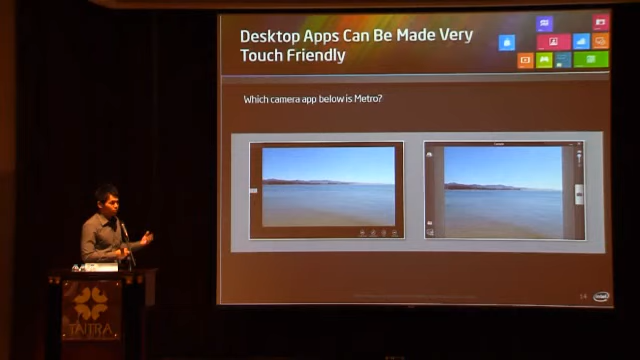 Desktop Apps Can Be Made Very
Touch Friendly
Which camera app below is Metro?
14
intel
TAITRA